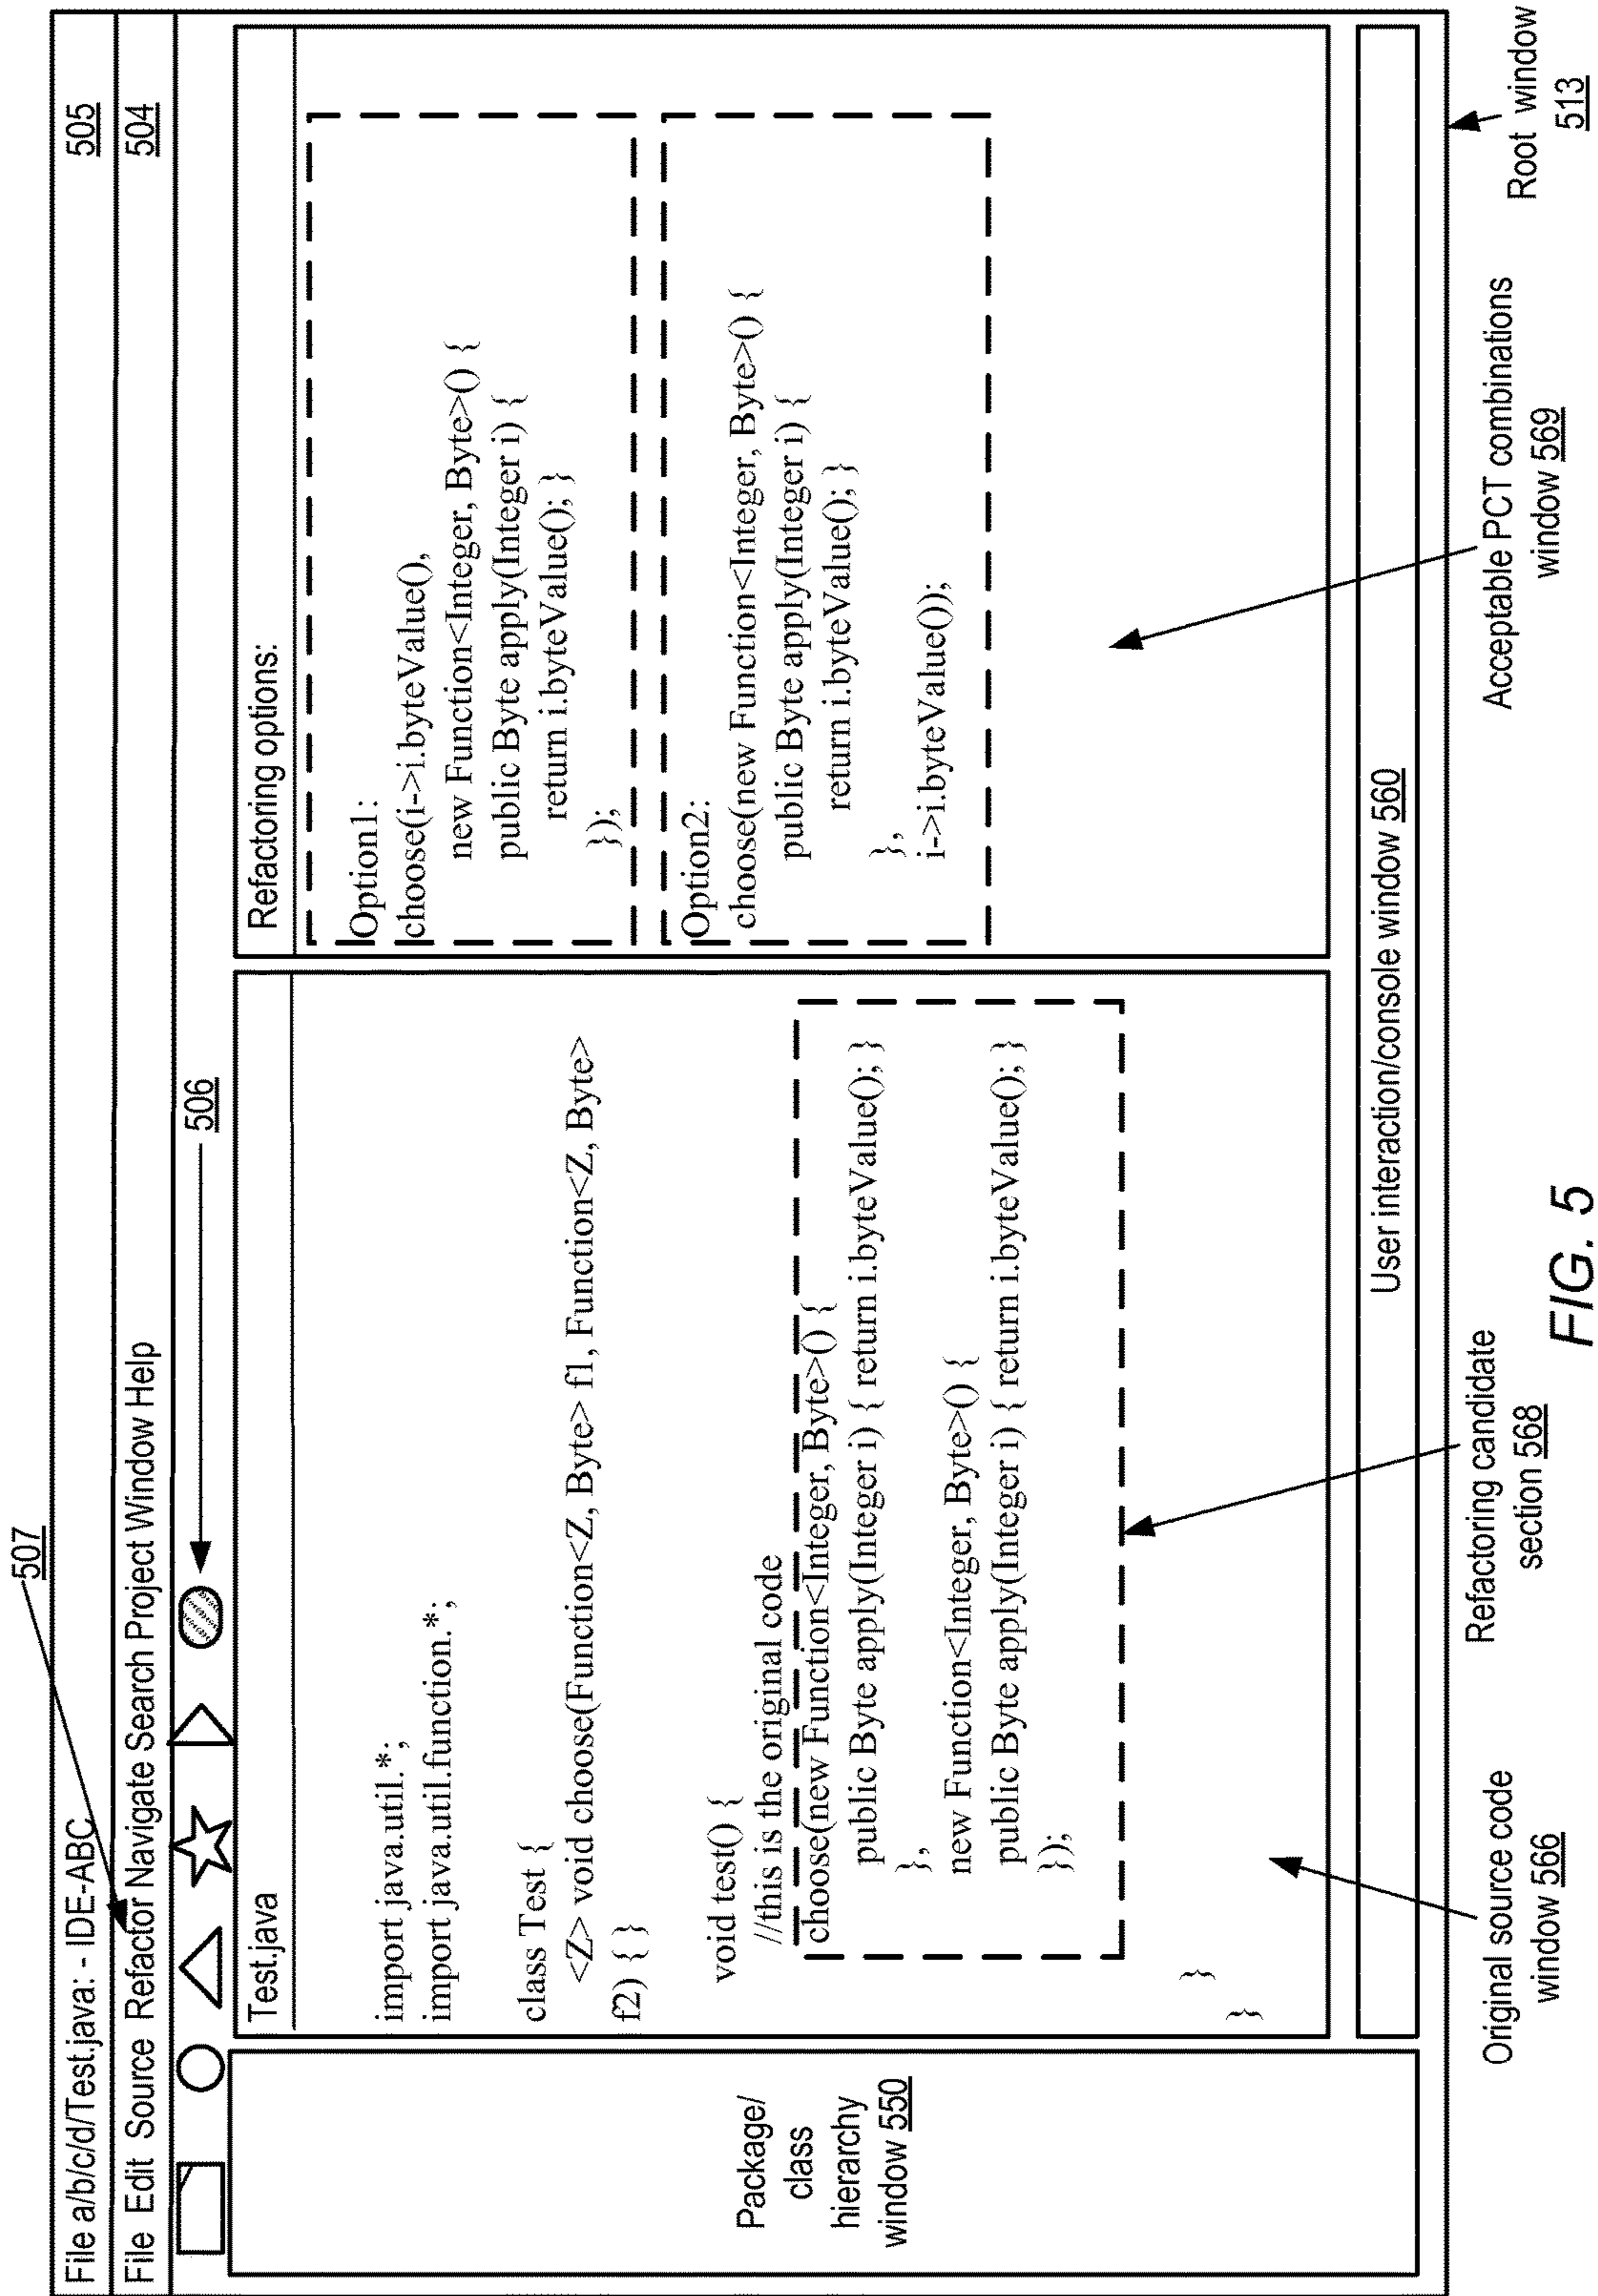 507
File a/b/c/d/Test.java: - IDE-ABC
505
File Edit Source Refactor Navigate Search Project Window Help
504
506
Package/
class
hierarchy
window 550
Test.java
import java.util.*;
import java.util.function.*;
class Test {
<Z> void choose(Function<Z, Byte> f1, Function<Z, Byte>
f2) { }
void test() {
//this is the original code
choose(new Function<Integer, Byte>() {
public Byte apply(Integer i) { return i.byteValue(); }
},
new Function<Integer, Byte>() {
public Byte apply(Integer i) { return i.byteValue(); }
});
}
}
Refactoring options:
Option1:
choose(i->i.byteValue(),
new Function<Integer, Byte>() {
public Byte apply(Integer i) {
return i.byteValue(); }
});
Option2:
choose(new Function<Integer, Byte>() {
public Byte apply(Integer i) {
return i.byteValue(); }
},
i->i.byteValue());
User interaction/console window 560
Original source code
window 566
Refactoring candidate
section 568
Acceptable PCT combinations
window 569
Root window
513
FIG. 5